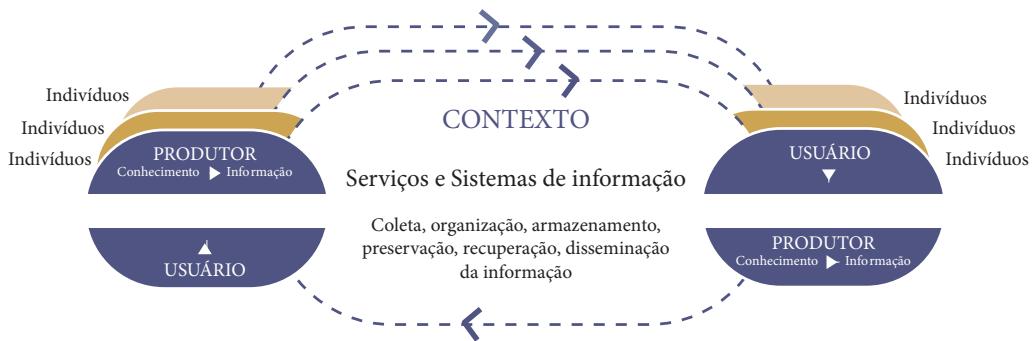 Indivíduos
Indivíduos
Indivíduos
PRODUTOR
Conhecimento Informação
USUÁRIO
CONTEXTO
Serviços e Sistemas de informação
Coleta, organização, armazenamento,
preservação, recuperação, disseminação
da informação
Indivíduos
Indivíduos
Indivíduos
USUÁRIO
PRODUTOR
Conhecimento Informação